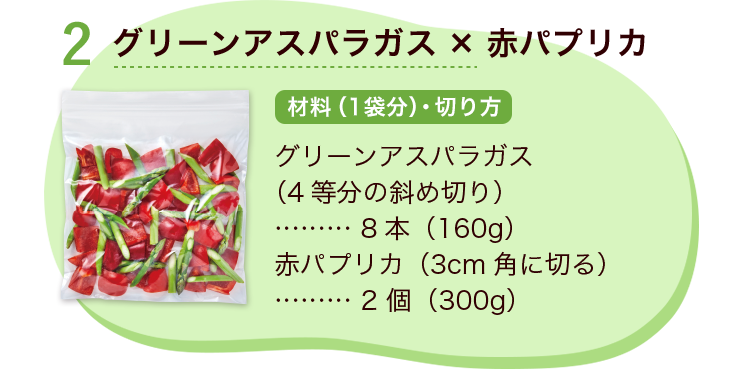 2 グリーンアスパラガス × 赤パプリカ
材料（1袋分）・切り方
グリーンアスパラガス
（4等分の斜め切り）
……… 8本（160g）
赤パプリカ（3cm角に切る）
……… 2個（300g）